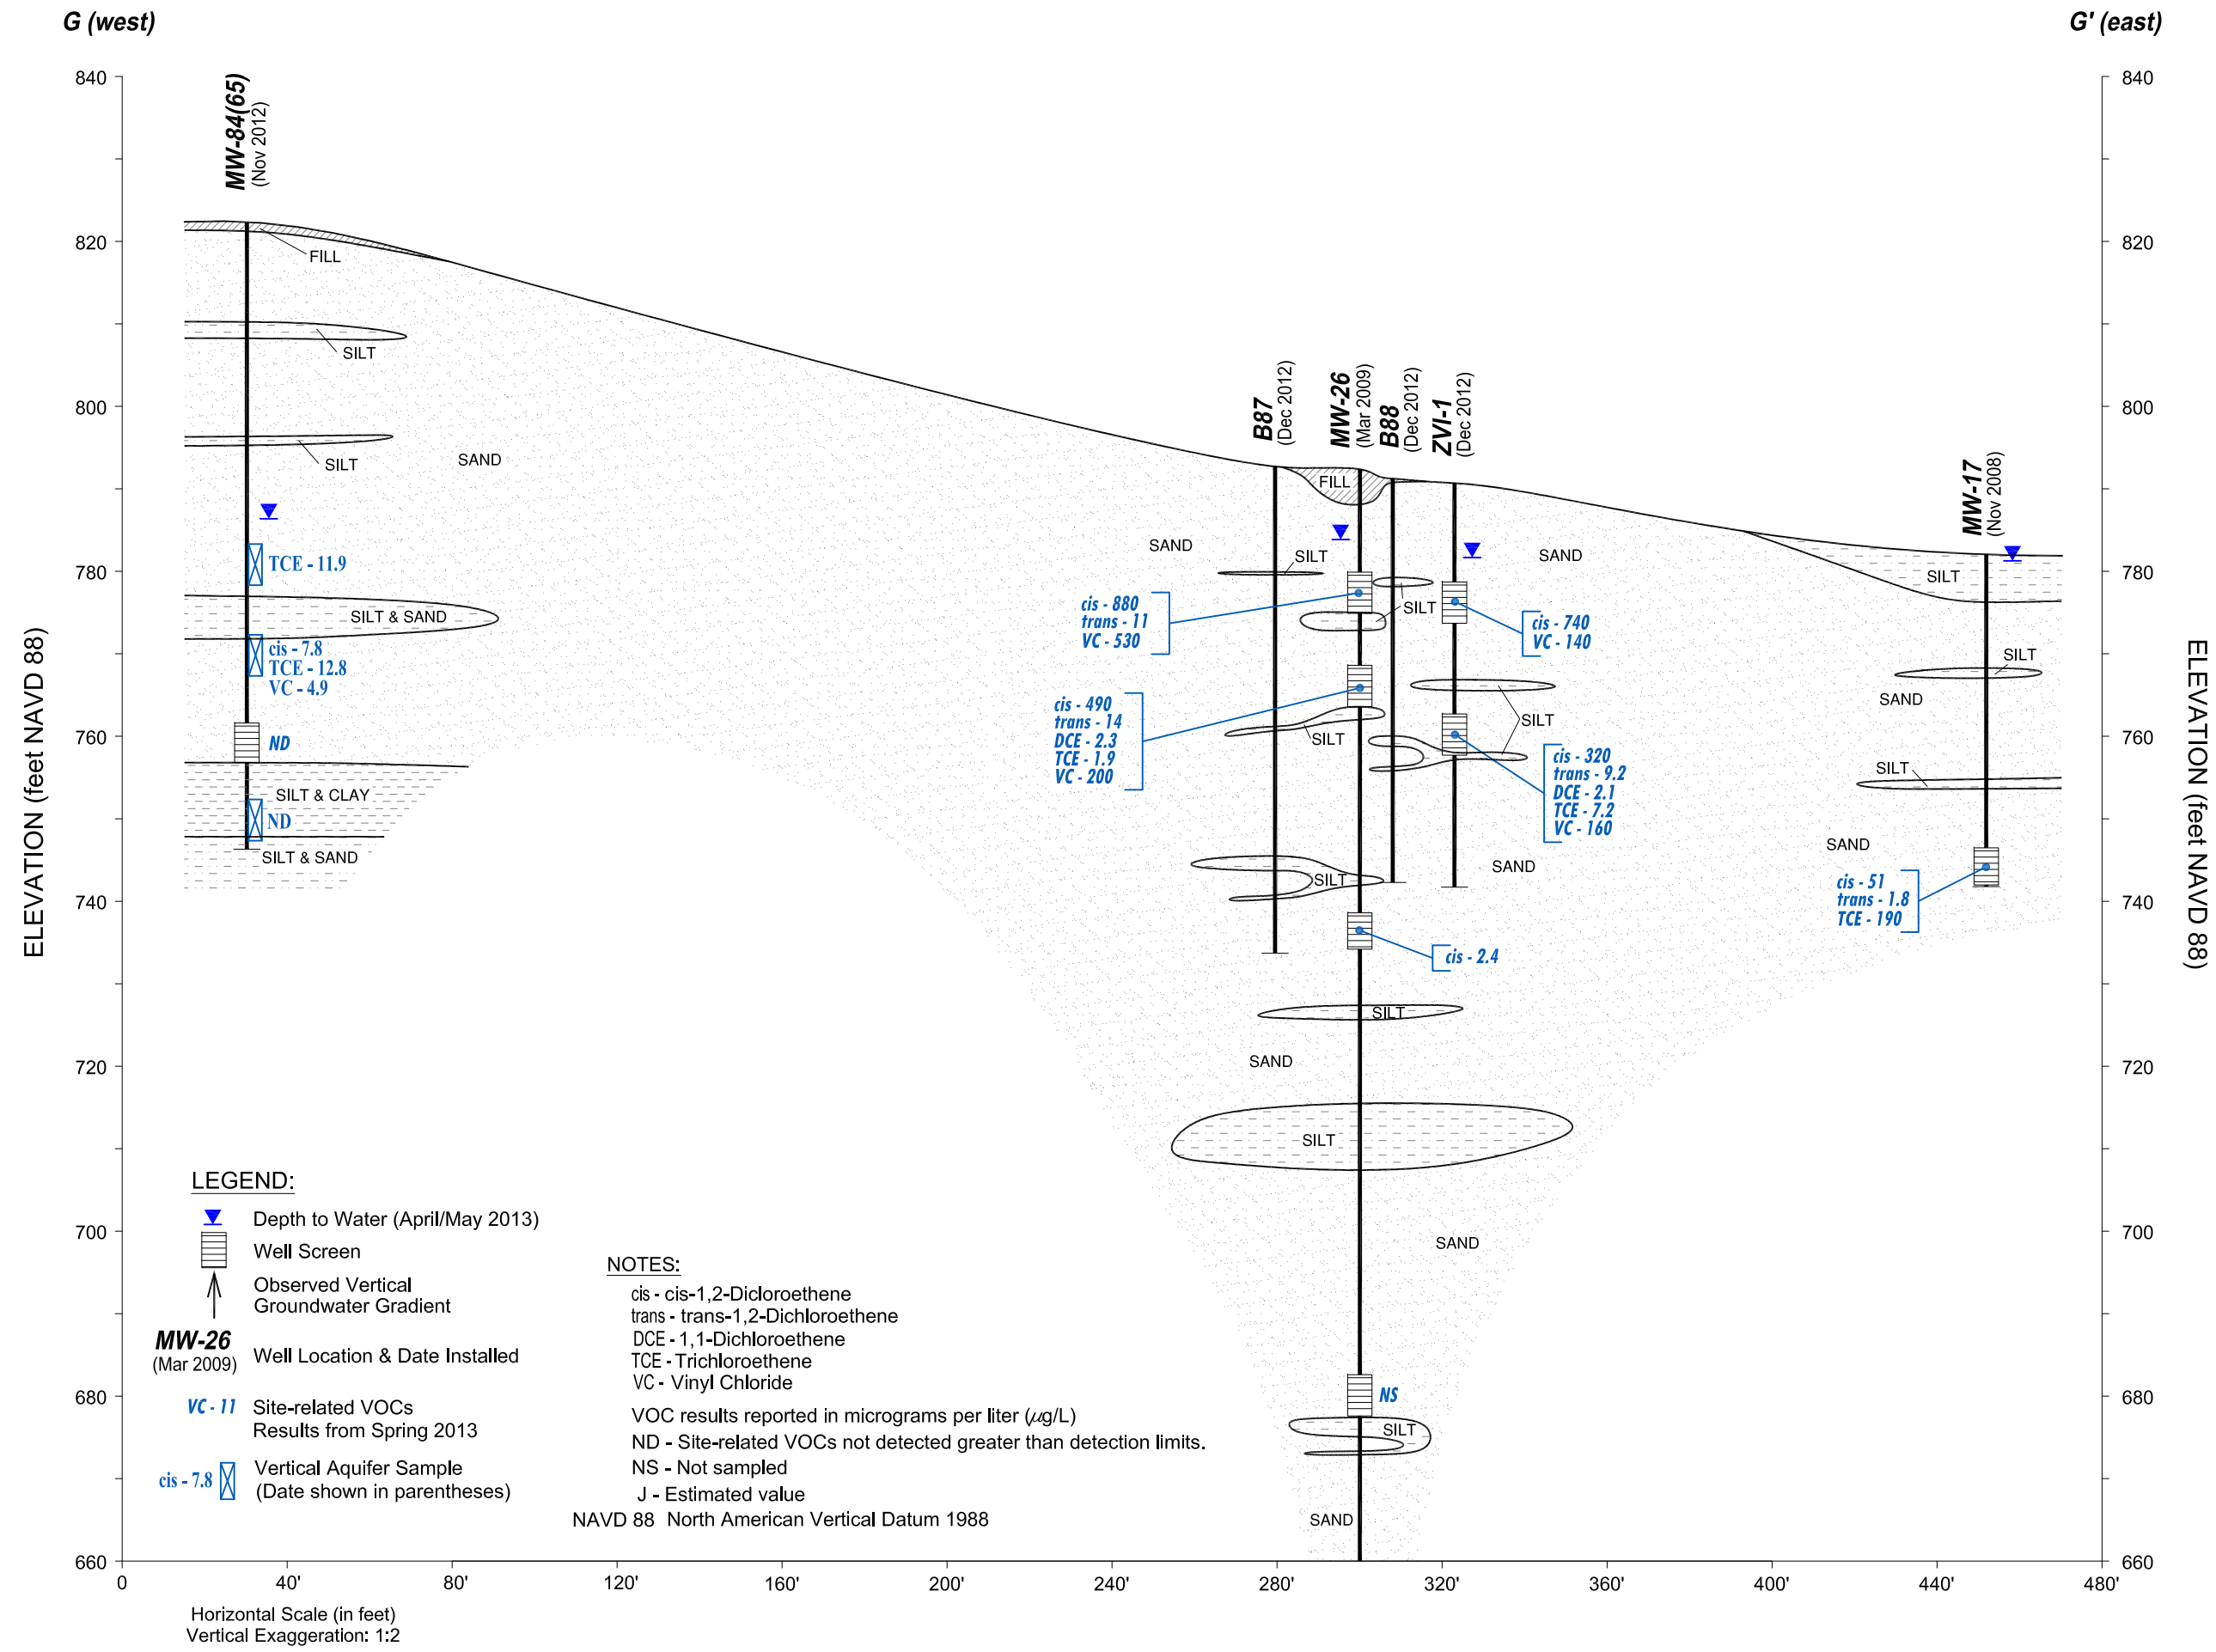 G (west)
G' (east)
840
820
800
780
760
740
720
700
680
660
ELEVATION (feet NAVD 88)
840
820
800
780
760
740
720
700
680
660
ELEVATION (feet NAVD 88)
0
40'
80'
120'
160'
200'
240'
280'
320'
360'
400'
440'
480'
Horizontal Scale (in feet)
Vertical Exaggeration: 1:2
MW-84(65)
(Nov 2012)
FILL
SILT
SILT
SAND
TCE - 11.9
SILT & SAND
cis - 7.8
TCE - 12.8
VC - 4.9
ND
SILT & CLAY
ND
SILT & SAND
B87
(Dec 2012)
MW-26
(Mar 2009)
B88
(Dec 2012)
ZVI-1
(Dec 2012)
FILL
SAND
SILT
SILT
SAND
cis - 880
trans - 11
VC - 530
cis - 740
VC - 140
cis - 490
trans - 14
DCE - 2.3
TCE - 1.9
VC - 200
SILT
SILT
cis - 320
trans - 9.2
DCE - 2.1
TCE - 7.2
VC - 160
SILT
SAND
cis - 2.4
SILT
SAND
SILT
SAND
NS
SILT
SAND
MW-17
(Nov 2008)
SILT
SILT
SAND
SILT
SAND
cis - 51
trans - 1.8
TCE - 190
LEGEND:
Depth to Water (April/May 2013)
Well Screen
Observed Vertical
Groundwater Gradient
MW-26
(Mar 2009)
Well Location & Date Installed
VC - 11
Site-related VOCs
Results from Spring 2013
cis - 7.8
Vertical Aquifer Sample
(Date shown in parentheses)
NOTES:
cis - cis-1,2-Dicloroethene
trans - trans-1,2-Dichloroethene
DCE - 1,1-Dichloroethene
TCE - Trichloroethene
VC - Vinyl Chloride
VOC results reported in micrograms per liter (µg/L)
ND - Site-related VOCs not detected greater than detection limits.
NS - Not sampled
J - Estimated value
NAVD 88 North American Vertical Datum 1988